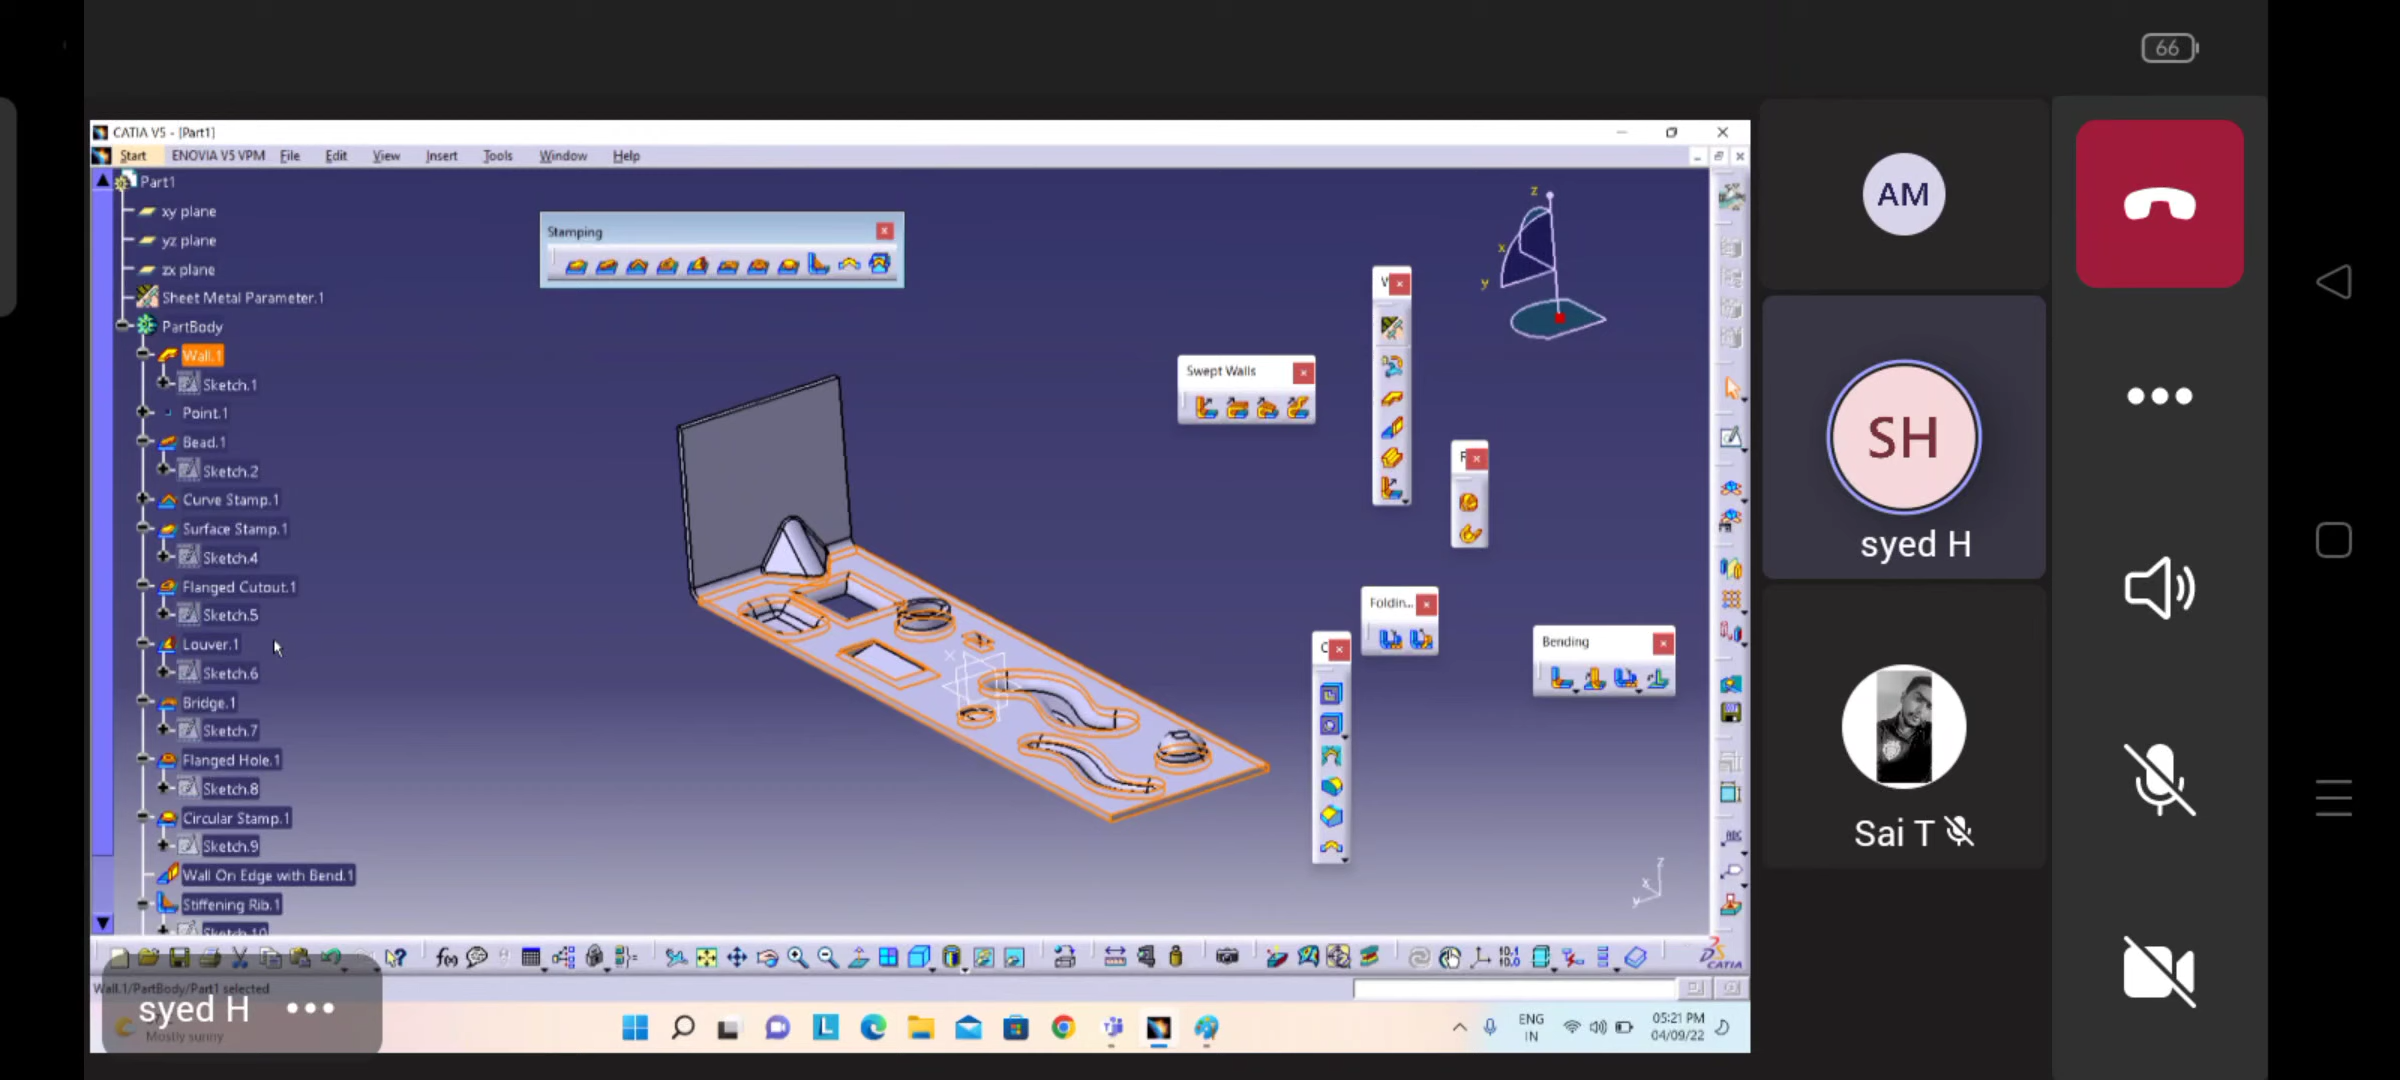 66
CATIA V5 - [Part1]
Start ENOVIA V5 VPM File Edit View Insert Tools Window Help
Part1
xy plane
yz plane
zx plane
Sheet Metal Parameter.1
PartBody
Wall.1
Sketch.1
Point.1
Bead.1
Sketch.2
Curve Stamp.1
Surface Stamp.1
Sketch.4
Flanged Cutout.1
Sketch.5
Louver.1
Sketch.6
Bridge.1
Sketch.7
Flanged Hole.1
Sketch.8
Circular Stamp.1
Sketch.9
Wall On Edge with Bend.1
Stiffening Rib.1
Sketch.10
Stamping
z
x
y
Swept Walls
Foldin...
Bending
z
x
y
CATIA
Wall.1/PartBody/Part1 selected
syed H
Mostly sunny
ENG
IN
05:21 PM
04/09/22
AM
SH
syed H
Sai T